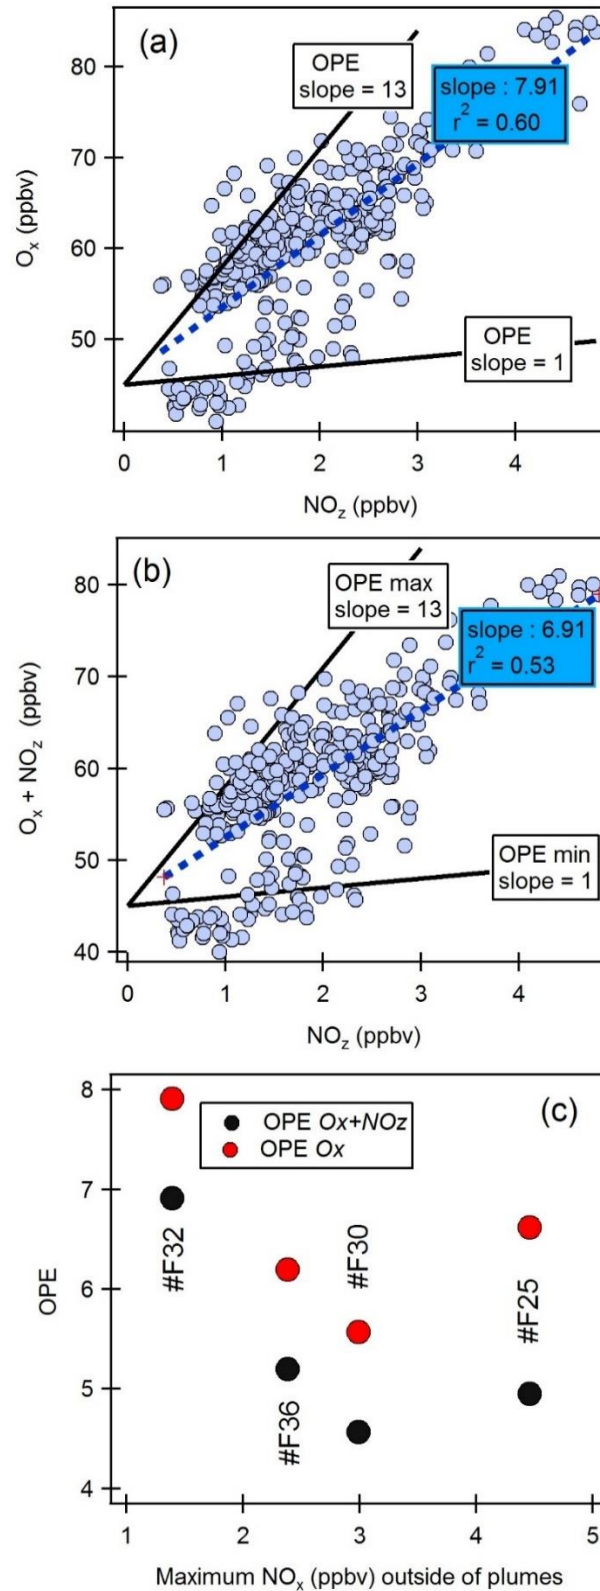 (a)
OPE
slope = 13
slope : 7.91
r² = 0.60
80
70
60
50
Oₓ (ppbv)
OPE
slope = 1
0 1 2 3 4
NO_z (ppbv)
(b)
OPE max
slope = 13
slope : 6.91
r² = 0.53
80
70
60
50
40
Oₓ + NO_z (ppbv)
OPE min
slope = 1
0 1 2 3 4
NO_z (ppbv)
(c)
OPE Ox+NOz
OPE Ox
8
7
6
5
4
OPE
#F32
#F36
#F30
#F25
1 2 3 4 5
Maximum NOₓ (ppbv) outside of plumes